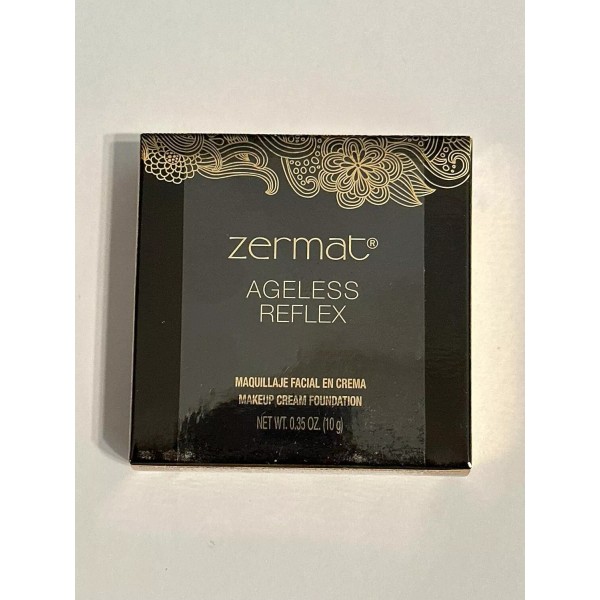 zermat®
AGELESS
REFLEX
MAQUILLAJE FACIAL EN CREMA
MAKEUP CREAM FOUNDATION
NET WT. 0.35 OZ. (10 g)